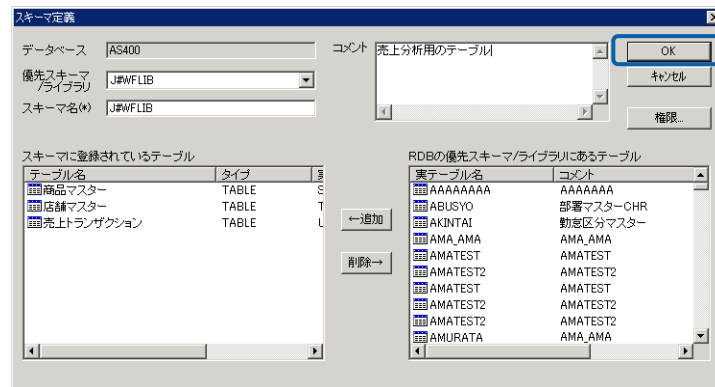 スキーマ定義
データベース AS400
コメント 売上分析用のテーブル
OK
優先スキーマ/ライブラリ J#WFLIB
キャンセル
スキーマ名(*) J#WFLIB
権限...
スキーマに登録されているテーブル
テーブル名 タイプ
商品マスター TABLE S
店舗マスター TABLE T
売上トランザクション TABLE
←追加
削除→
RDBの優先スキーマ/ライブラリにあるテーブル
実テーブル名 コメント
AAAAAAAA AAAAAAA
ABUSYO 部署マスターCHR
AKINTAI 勤怠区分マスター
AMA_AMA AMA_AMA
AMATEST AMATEST
AMATEST2 AMATEST2
AMATEST AMATEST
AMATEST2 AMATEST2
AMATEST2 AMATEST2
AMURATA AMA_AMA